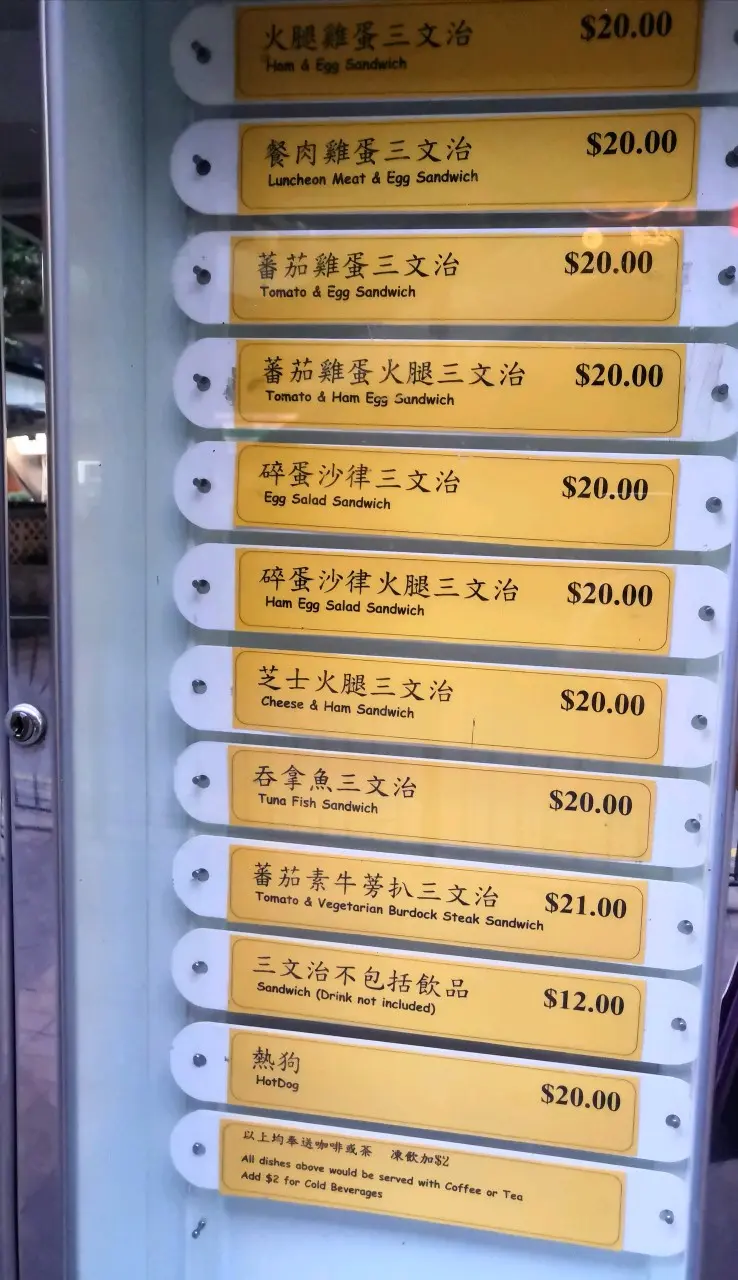 火腿雞蛋三文治 $20.00
Ham & Egg Sandwich
餐肉雞蛋三文治 $20.00
Luncheon Meat & Egg Sandwich
蕃茄雞蛋三文治 $20.00
Tomato & Egg Sandwich
蕃茄雞蛋火腿三文治 $20.00
Tomato & Ham Egg Sandwich
碎蛋沙律三文治 $20.00
Egg Salad Sandwich
碎蛋沙律火腿三文治 $20.00
Ham Egg Salad Sandwich
芝士火腿三文治 $20.00
Cheese & Ham Sandwich
吞拿魚三文治 $20.00
Tuna Fish Sandwich
蕃茄素牛蒡扒三文治 $21.00
Tomato & Vegetarian Burdock Steak Sandwich
三文治不包括飲品 $12.00
Sandwich (Drink not included)
熱狗 $20.00
HotDog
以上均奉送咖啡或茶 凍飲加$2
All dishes above would be served with Coffee or Tea
Add $2 for Cold Beverages